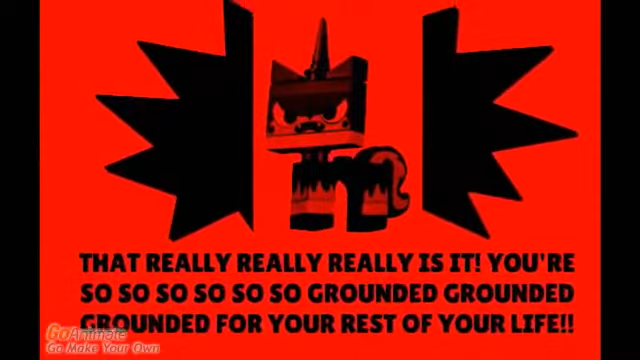 THAT REALLY REALLY REALLY IS IT! YOU'RE
SO SO SO SO SO SO GROUNDED GROUNDED
GROUNDED FOR YOUR REST OF YOUR LIFE!!
GoAnimate
Go Make Your Own